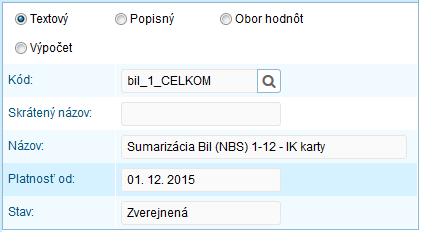 Textový Popisný Obor hodnôt
Výpočet
Kód: bil_1_CELKOM
Skrátený názov:
Názov: Sumarizácia Bil (NBS) 1-12 - IK karty
Platnosť od: 01. 12. 2015
Stav: Zverejnená